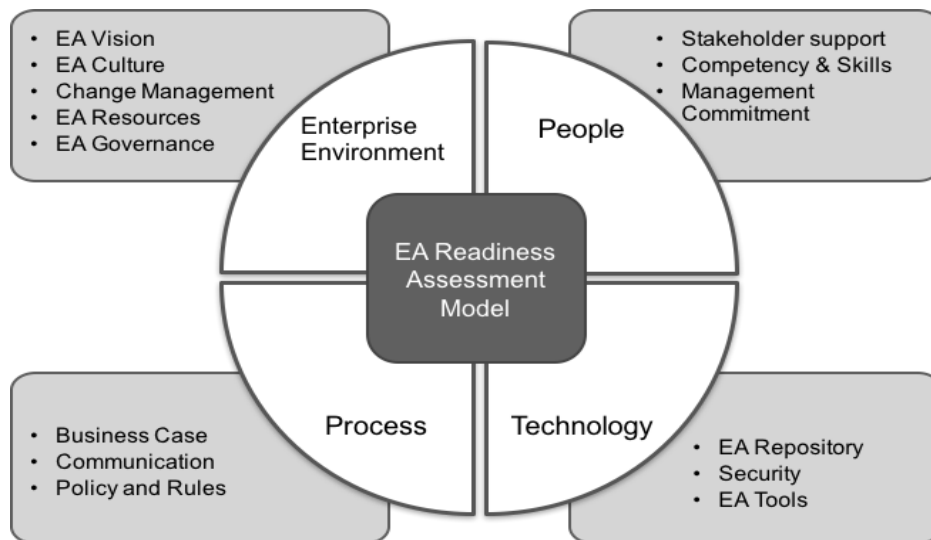 • EA Vision
• EA Culture
• Change Management
• EA Resources
• EA Governance
• Stakeholder support
• Competency & Skills
• Management
Commitment
Enterprise
Environment
People
EA Readiness
Assessment
Model
Process
Technology
• Business Case
• Communication
• Policy and Rules
• EA Repository
• Security
• EA Tools